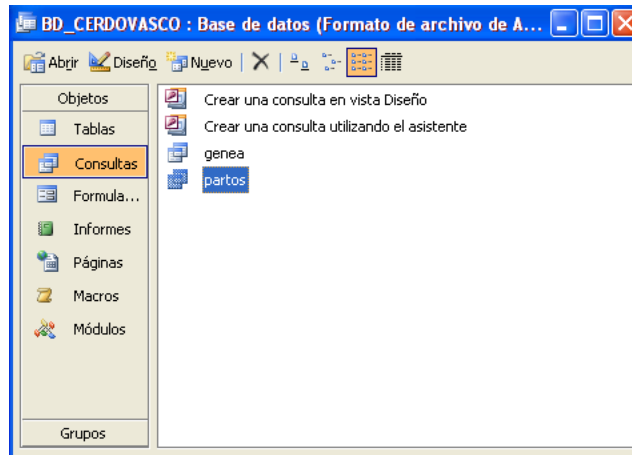 BD_CERDOVASCO : Base de datos (Formato de archivo de A...
Abrir Diseño Nuevo
Objetos
Tablas
Consultas
Formula...
Informes
Páginas
Macros
Módulos
Grupos
Crear una consulta en vista Diseño
Crear una consulta utilizando el asistente
genea
partos